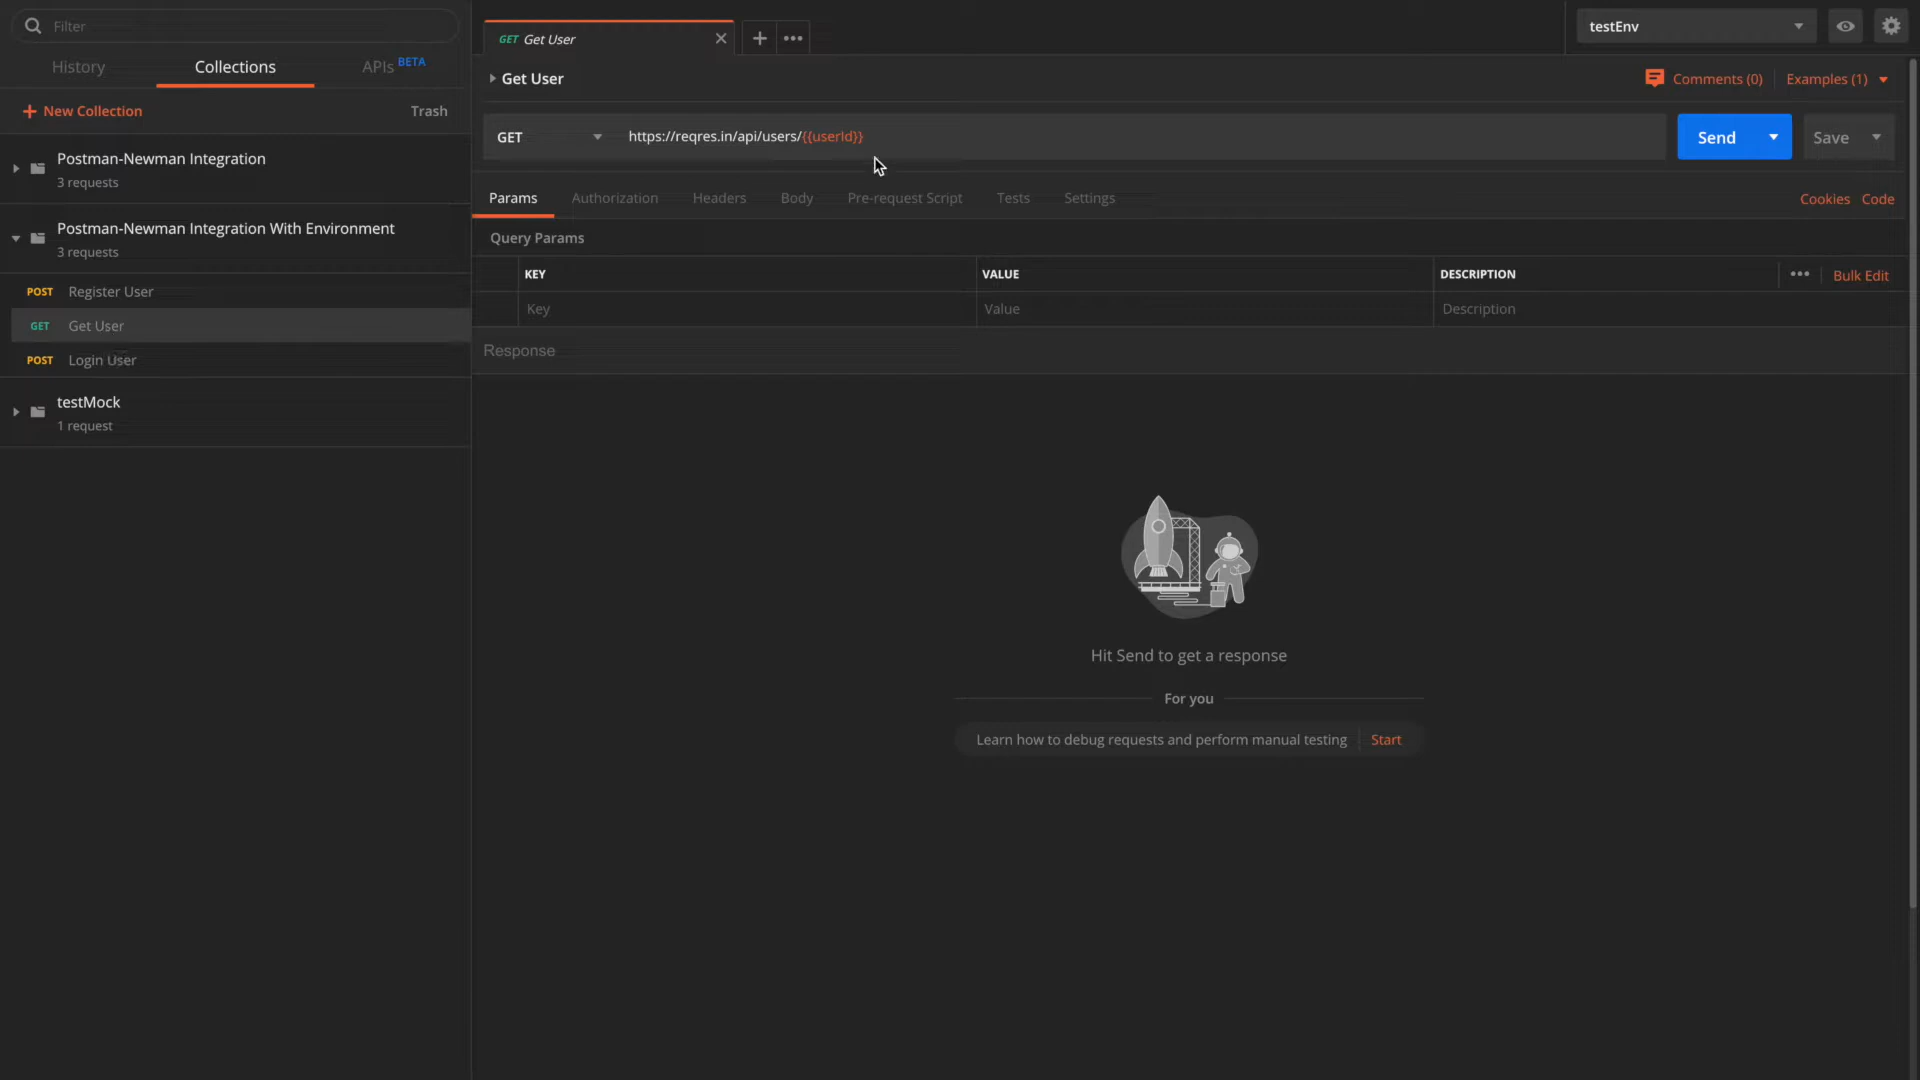 Filter
History
Collections
APIs BETA
+ New Collection
Trash
Postman-Newman Integration
3 requests
Postman-Newman Integration With Environment
3 requests
POST Register User
GET Get User
POST Login User
testMock
1 request
GET Get User
testEnv
Get User
Comments (0)
Examples (1)
GET
https://reqres.in/api/users/{{userId}}
Send
Save
Params
Authorization
Headers
Body
Pre-request Script
Tests
Settings
Cookies
Code
Query Params
KEY
VALUE
DESCRIPTION
Bulk Edit
Key
Value
Description
Response
Hit Send to get a response
For you
Learn how to debug requests and perform manual testing
Start